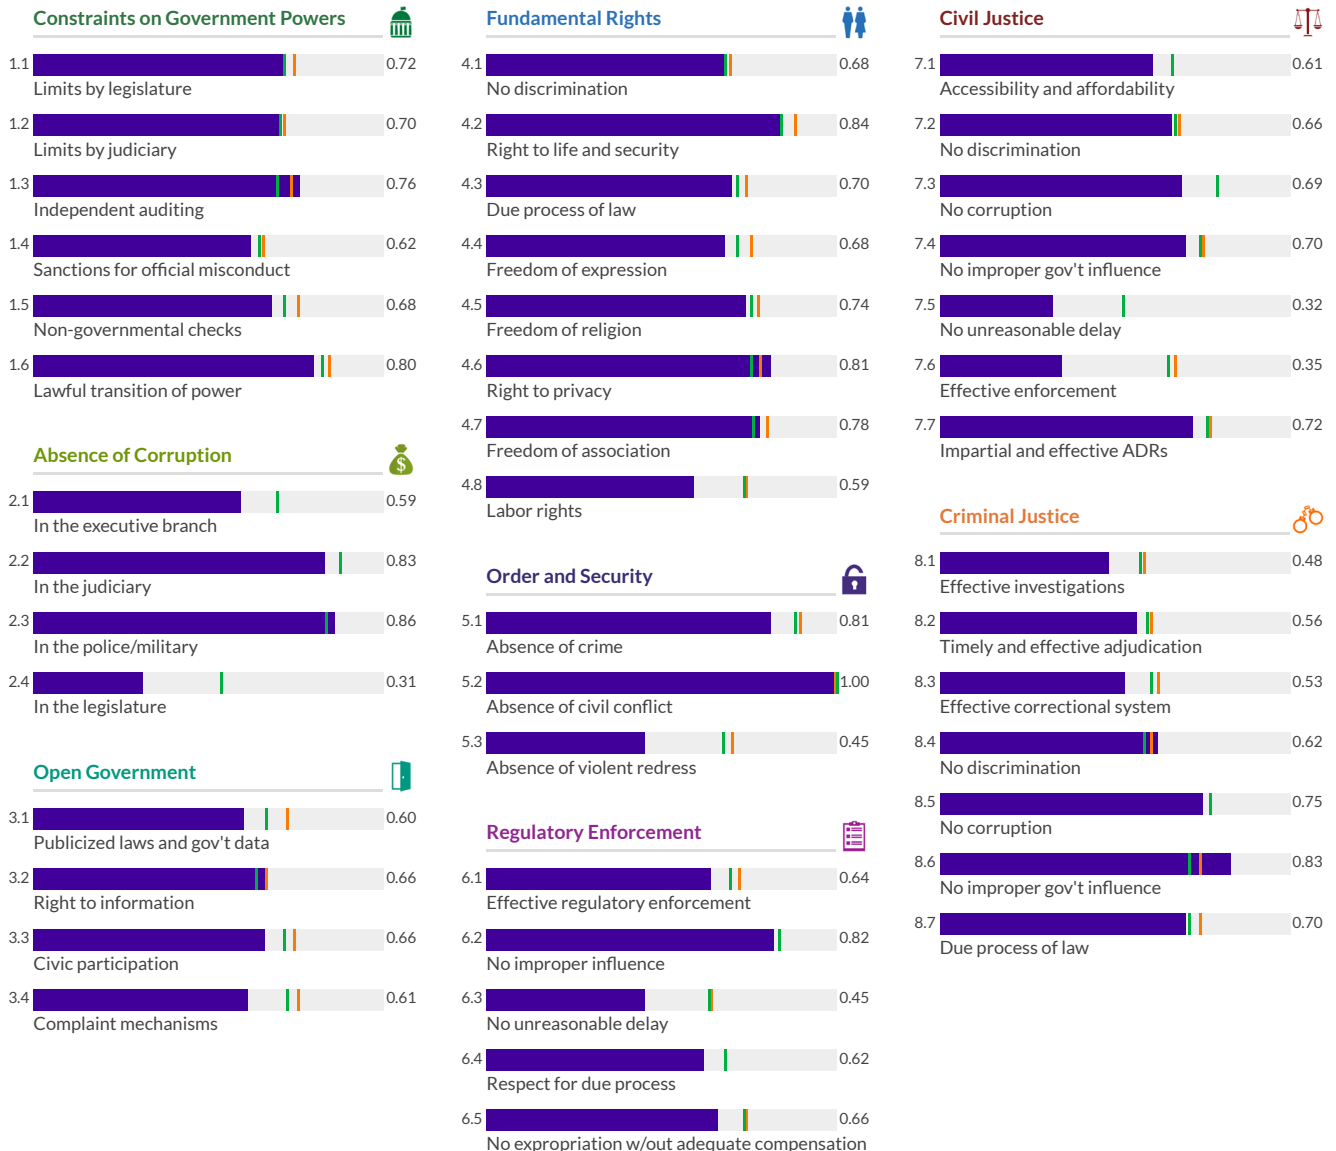 Constraints on Government Powers
1.1 0.72
Limits by legislature
1.2 0.70
Limits by judiciary
1.3 0.76
Independent auditing
1.4 0.62
Sanctions for official misconduct
1.5 0.68
Non-governmental checks
1.6 0.80
Lawful transition of power
Absence of Corruption
2.1 0.59
In the executive branch
2.2 0.83
In the judiciary
2.3 0.86
In the police/military
2.4 0.31
In the legislature
Open Government
3.1 0.60
Publicized laws and gov't data
3.2 0.66
Right to information
3.3 0.66
Civic participation
3.4 0.61
Complaint mechanisms
Fundamental Rights
4.1 0.68
No discrimination
4.2 0.84
Right to life and security
4.3 0.70
Due process of law
4.4 0.68
Freedom of expression
4.5 0.74
Freedom of religion
4.6 0.81
Right to privacy
4.7 0.78
Freedom of association
4.8 0.59
Labor rights
Order and Security
5.1 0.81
Absence of crime
5.2 1.00
Absence of civil conflict
5.3 0.45
Absence of violent redress
Regulatory Enforcement
6.1 0.64
Effective regulatory enforcement
6.2 0.82
No improper influence
6.3 0.45
No unreasonable delay
6.4 0.62
Respect for due process
6.5 0.66
No expropriation w/out adequate compensation
Civil Justice
7.1 0.61
Accessibility and affordability
7.2 0.66
No discrimination
7.3 0.69
No corruption
7.4 0.70
No improper gov't influence
7.5 0.32
No unreasonable delay
7.6 0.35
Effective enforcement
7.7 0.72
Impartial and effective ADRs
Criminal Justice
8.1 0.48
Effective investigations
8.2 0.56
Timely and effective adjudication
8.3 0.53
Effective correctional system
8.4 0.62
No discrimination
8.5 0.75
No corruption
8.6 0.83
No improper gov't influence
8.7 0.70
Due process of law